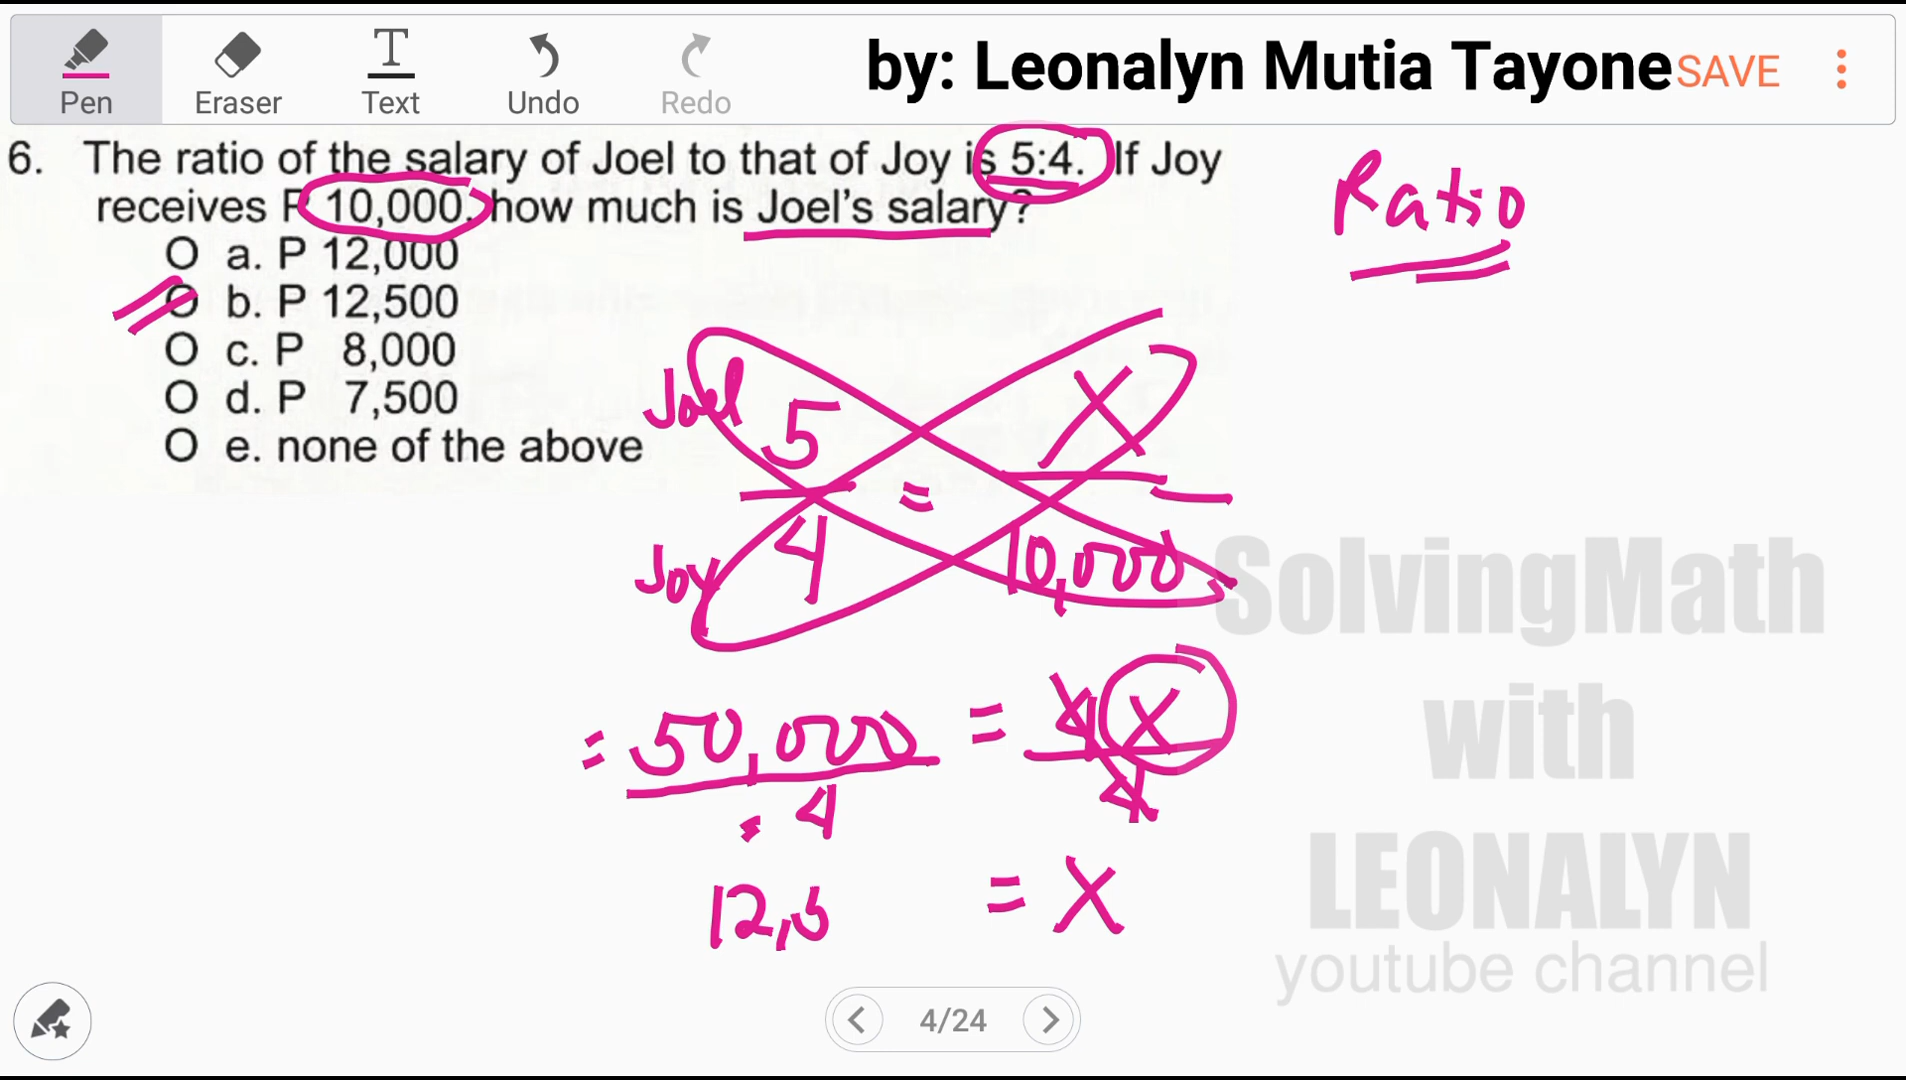 by: Leonalyn Mutia Tayone
SAVE
Pen
Eraser
Text
Undo
Redo
6. The ratio of the salary of Joel to that of Joy is 5:4. If Joy
receives P 10,000. how much is Joel's salary?
O a. P 12,000
O b. P 12,500
O c. P 8,000
O d. P 7,500
O e. none of the above
Ratio
Joel 5 = X
Joy 4 10,000
= 50,000 = 4X
4 4
12,5 = X
SolvingMath
with
LEONALYN
youtube channel
4/24